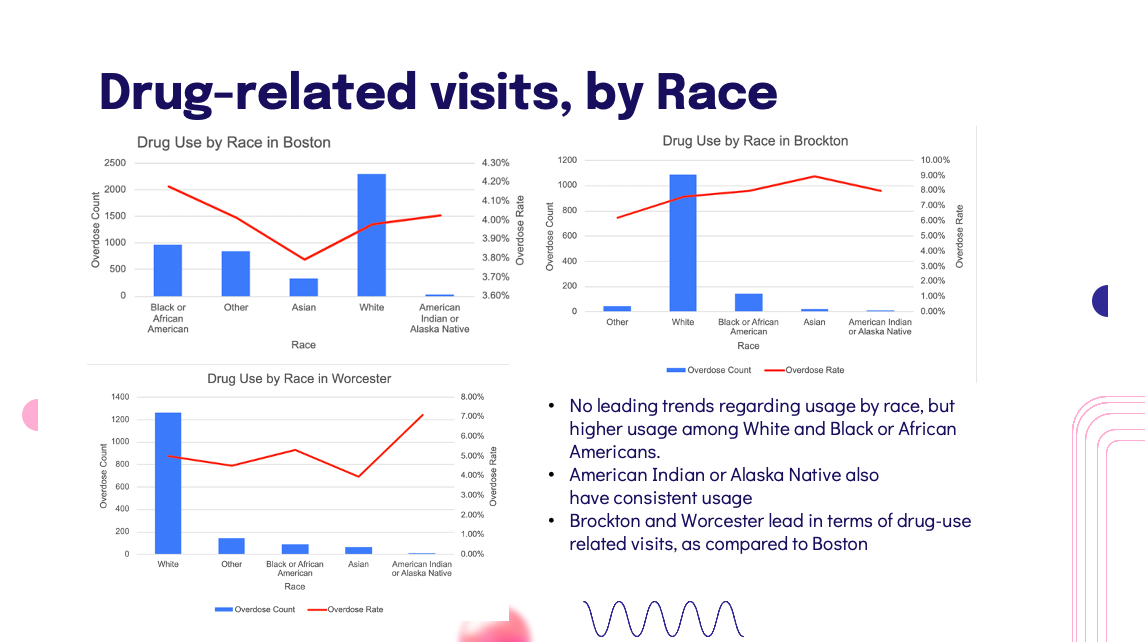 Drug-related visits, by Race
Drug Use by Race in Boston
2500
2000
1500
1000
500
0
4.30%
4.20%
4.10%
4.00%
3.90%
3.80%
3.70%
3.60%
Overdose Count
Overdose Rate
Black or
African
American
Other
Asian
White
American
Indian or
Alaska Native
Race
Drug Use by Race in Brockton
1200
1000
800
600
400
200
0
10.00%
9.00%
8.00%
7.00%
6.00%
5.00%
4.00%
3.00%
2.00%
1.00%
0.00%
Overdose Count
Overdose Rate
Other
White
Black or African
American
Asian
American Indian
or Alaska Native
Race
Overdose Count
Overdose Rate
Drug Use by Race in Worcester
1400
1200
1000
800
600
400
200
0
8.00%
7.00%
6.00%
5.00%
4.00%
3.00%
2.00%
1.00%
0.00%
Overdose Count
Overdose Rate
White
Other
Black or African
American
Asian
American Indian
or Alaska Native
Race
Overdose Count
Overdose Rate
• No leading trends regarding usage by race, but
higher usage among White and Black or African
Americans.
• American Indian or Alaska Native also
have consistent usage
• Brockton and Worcester lead in terms of drug-use
related visits, as compared to Boston